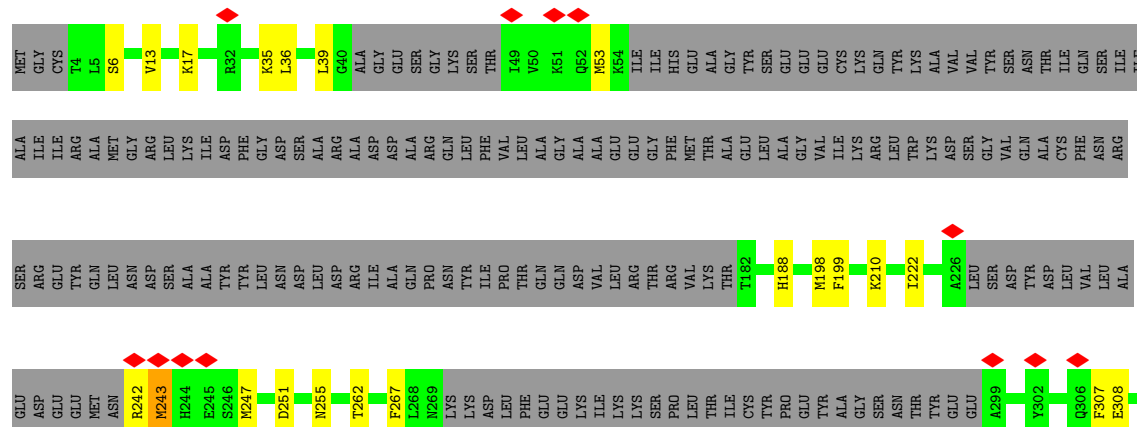 MET GLY CYS T4 L5 S6 V13 K17 R32 K35 L36 L39 G40 ALA GLY GLU SER GLY LYS SER THR I49 V50 K51 Q52 M53 K54 ILE ILE HIS GLU ALA GLY TYR SER GLU GLU GLU CYS LYS GLN TYR LYS ALA VAL VAL TYR SER ASN THR ILE GLN SER ILE
ALA ILE ILE ARG ALA MET GLY ARG LEU LYS ILE ASP PHE GLY ASP SER ALA ARG ALA ASP ASP ALA ARG GLN LEU PHE VAL LEU ALA GLY ALA ALA GLU GLU GLY PHE MET THR ALA GLU LEU ALA GLY VAL ILE LYS ARG LEU TRP LYS ASP SER GLY VAL GLN ALA CYS PHE ASN ARG
SER ARG GLU TYR GLN LEU ASN ASP SER ALA ALA TYR TYR LEU ASN ASP LEU ASP ARG ILE ALA GLN PRO ASN TYR ILE PRO THR GLN GLN ASP VAL LEU ARG THR ARG VAL LYS THR T182 H188 M198 F199 K210 I222 A226 LEU SER ASP TYR ASP LEU VAL LEU ALA
GLU ASP GLU GLU MET ASN R242 M243 H244 E245 S246 M247 D251 N255 T262 F267 L268 N269 LYS LYS ASP LEU PHE GLU GLU LYS ILE LYS LYS SER PRO LEU THR ILE CYS TYR PRO GLU TYR ALA GLY SER ASN THR TYR GLU GLU A299 Y302 Q306 F307 E308